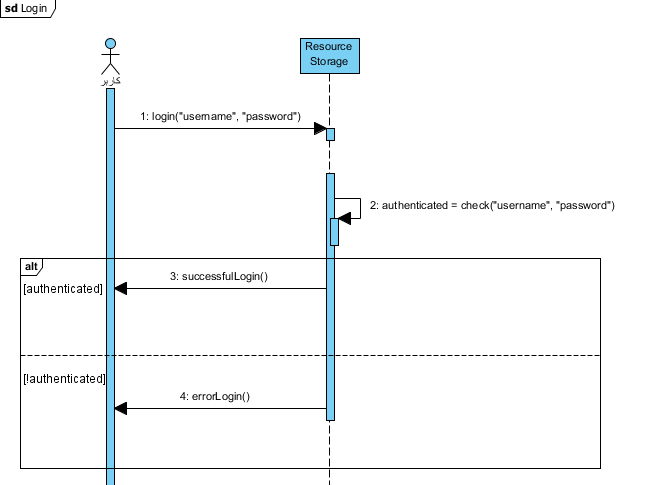 sd Login
Resource
Storage
کاربر
1: login("username", "password")
2: authenticated = check("username", "password")
alt
3: successfulLogin()
[authenticated]
[!authenticated]
4: errorLogin()